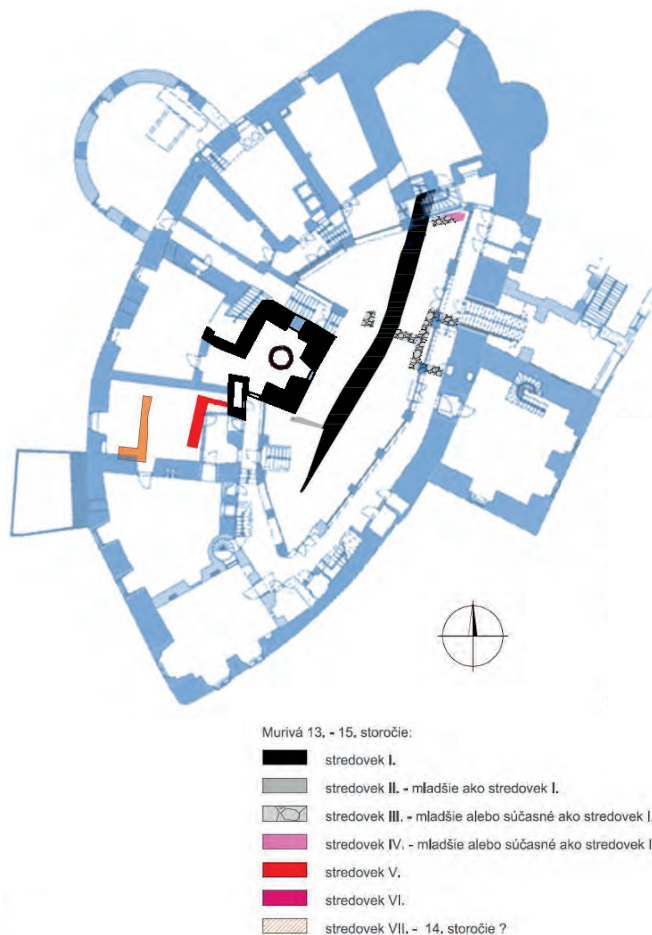 Murivá 13. - 15. storočie:
stredovek I.
stredovek II. - mladšie ako stredovek I.
stredovek III. - mladšie alebo súčasné ako stredovek I.
stredovek IV. - mladšie alebo súčasné ako stredovek I
stredovek V.
stredovek VI.
stredovek VII. - 14. storočie ?